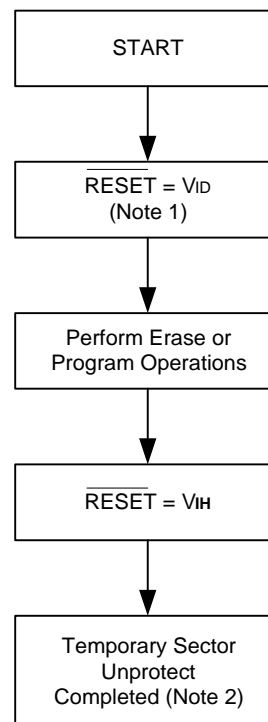 START
RESET = VID
(Note 1)
Perform Erase or
Program Operations
RESET = VIH
Temporary Sector
Unprotect
Completed (Note 2)